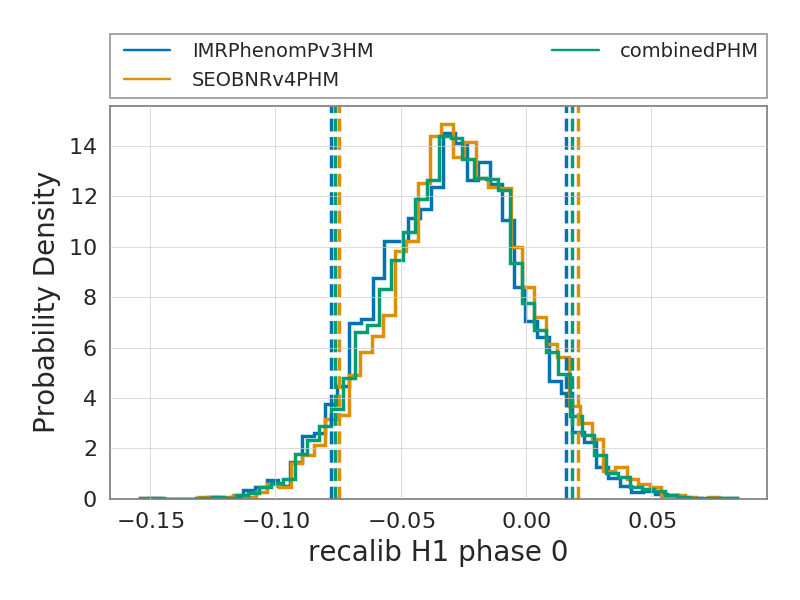 IMRPhenomPv3HM combinedPHM
SEOBNRv4PHM
14
12
10
8
6
4
2
0
Probability Density
−0.15 −0.10 −0.05 0.00 0.05
recalib H1 phase 0